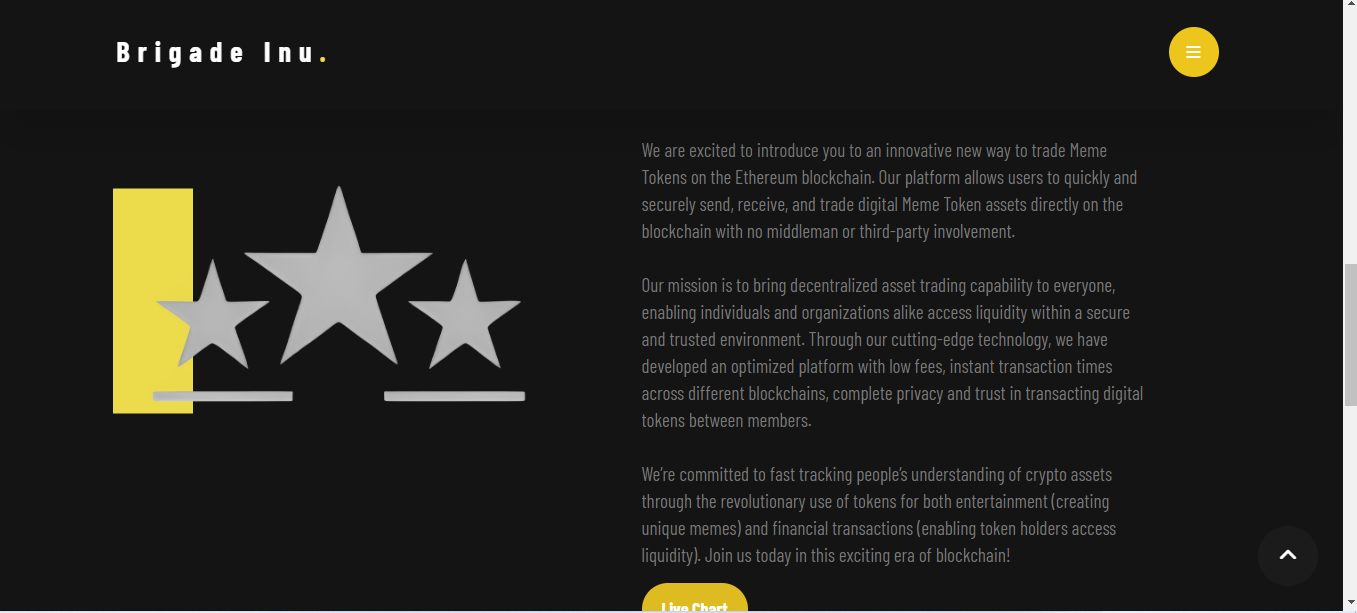 Brigade Inu.
We are excited to introduce you to an innovative new way to trade Meme
Tokens on the Ethereum blockchain. Our platform allows users to quickly and
securely send, receive, and trade digital Meme Token assets directly on the
blockchain with no middleman or third-party involvement.
Our mission is to bring decentralized asset trading capability to everyone,
enabling individuals and organizations alike access liquidity within a secure
and trusted environment. Through our cutting-edge technology, we have
developed an optimized platform with low fees, instant transaction times
across different blockchains, complete privacy and trust in transacting digital
tokens between members.
We’re committed to fast tracking people’s understanding of crypto assets
through the revolutionary use of tokens for both entertainment (creating
unique memes) and financial transactions (enabling token holders access
liquidity). Join us today in this exciting era of blockchain!
Live Chart